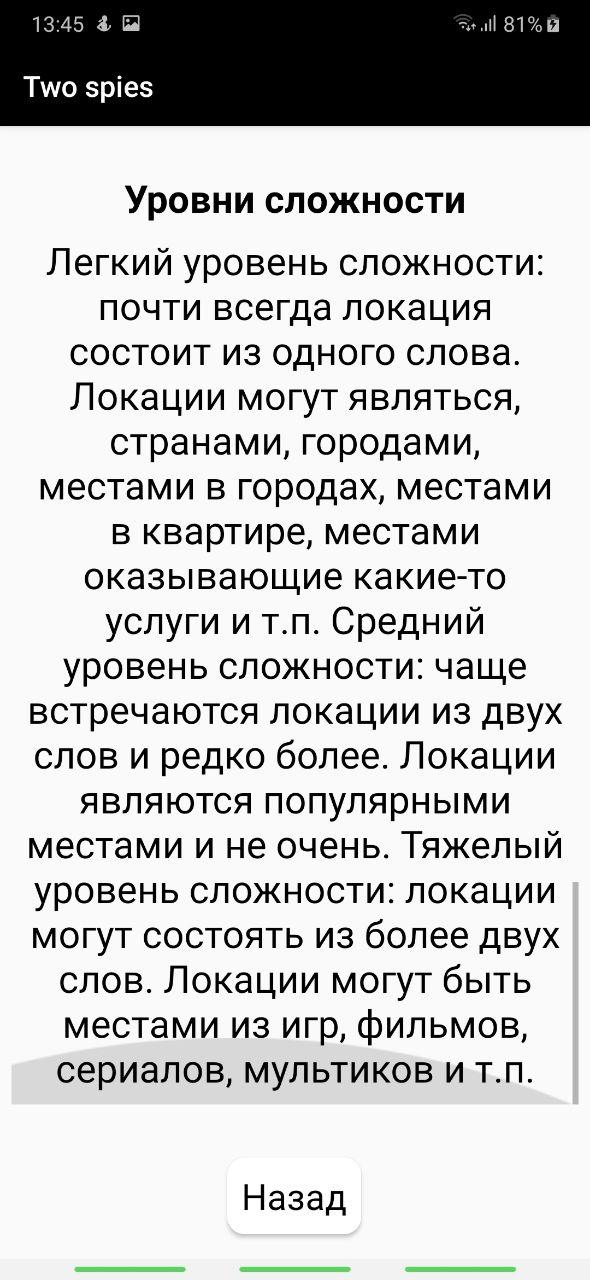 13:45 81%
Two spies
Уровни сложности
Легкий уровень сложности:
почти всегда локация
состоит из одного слова.
Локации могут являться,
странами, городами,
местами в городах, местами
в квартире, местами
оказывающие какие-то
услуги и т.п. Средний
уровень сложности: чаще
встречаются локации из двух
слов и редко более. Локации
являются популярными
местами и не очень. Тяжелый
уровень сложности: локации
могут состоять из более двух
слов. Локации могут быть
местами из игр, фильмов,
сериалов, мультиков и т.п.
Назад